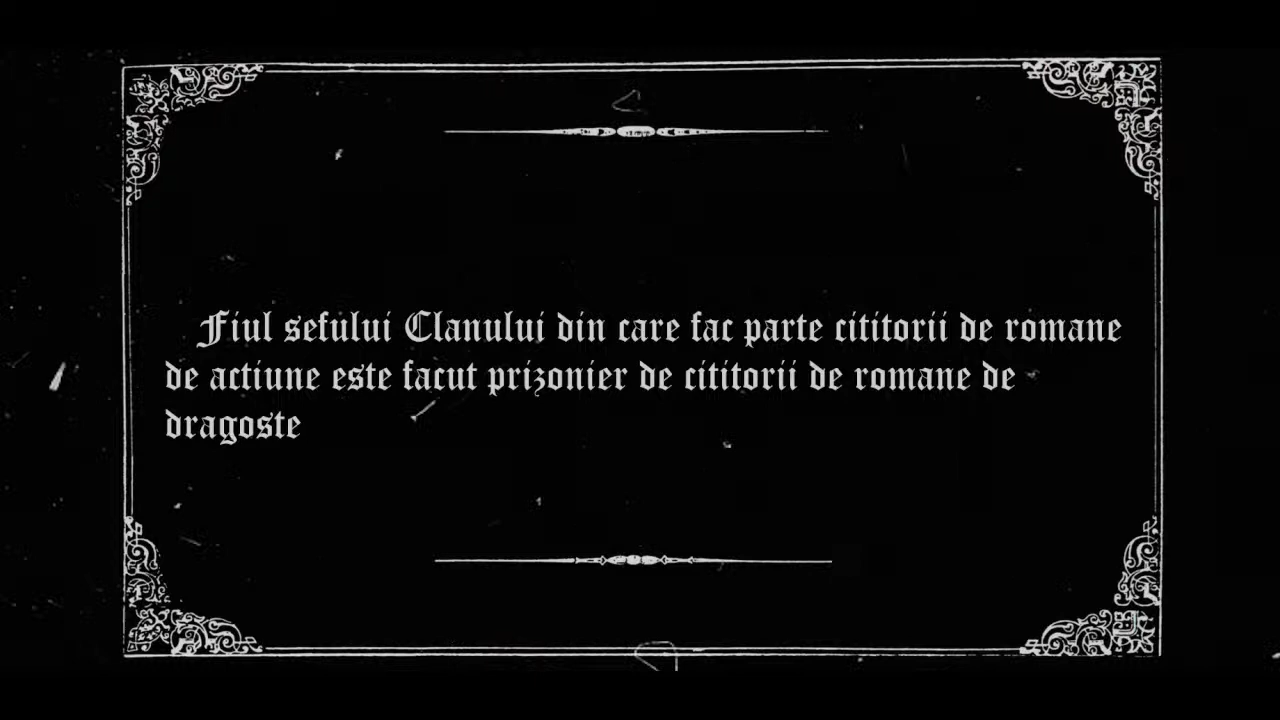 Fiul sefului Clanului din care fac parte cititorii de romane
de actiune este facut prizonier de cititorii de romane de
dragoste